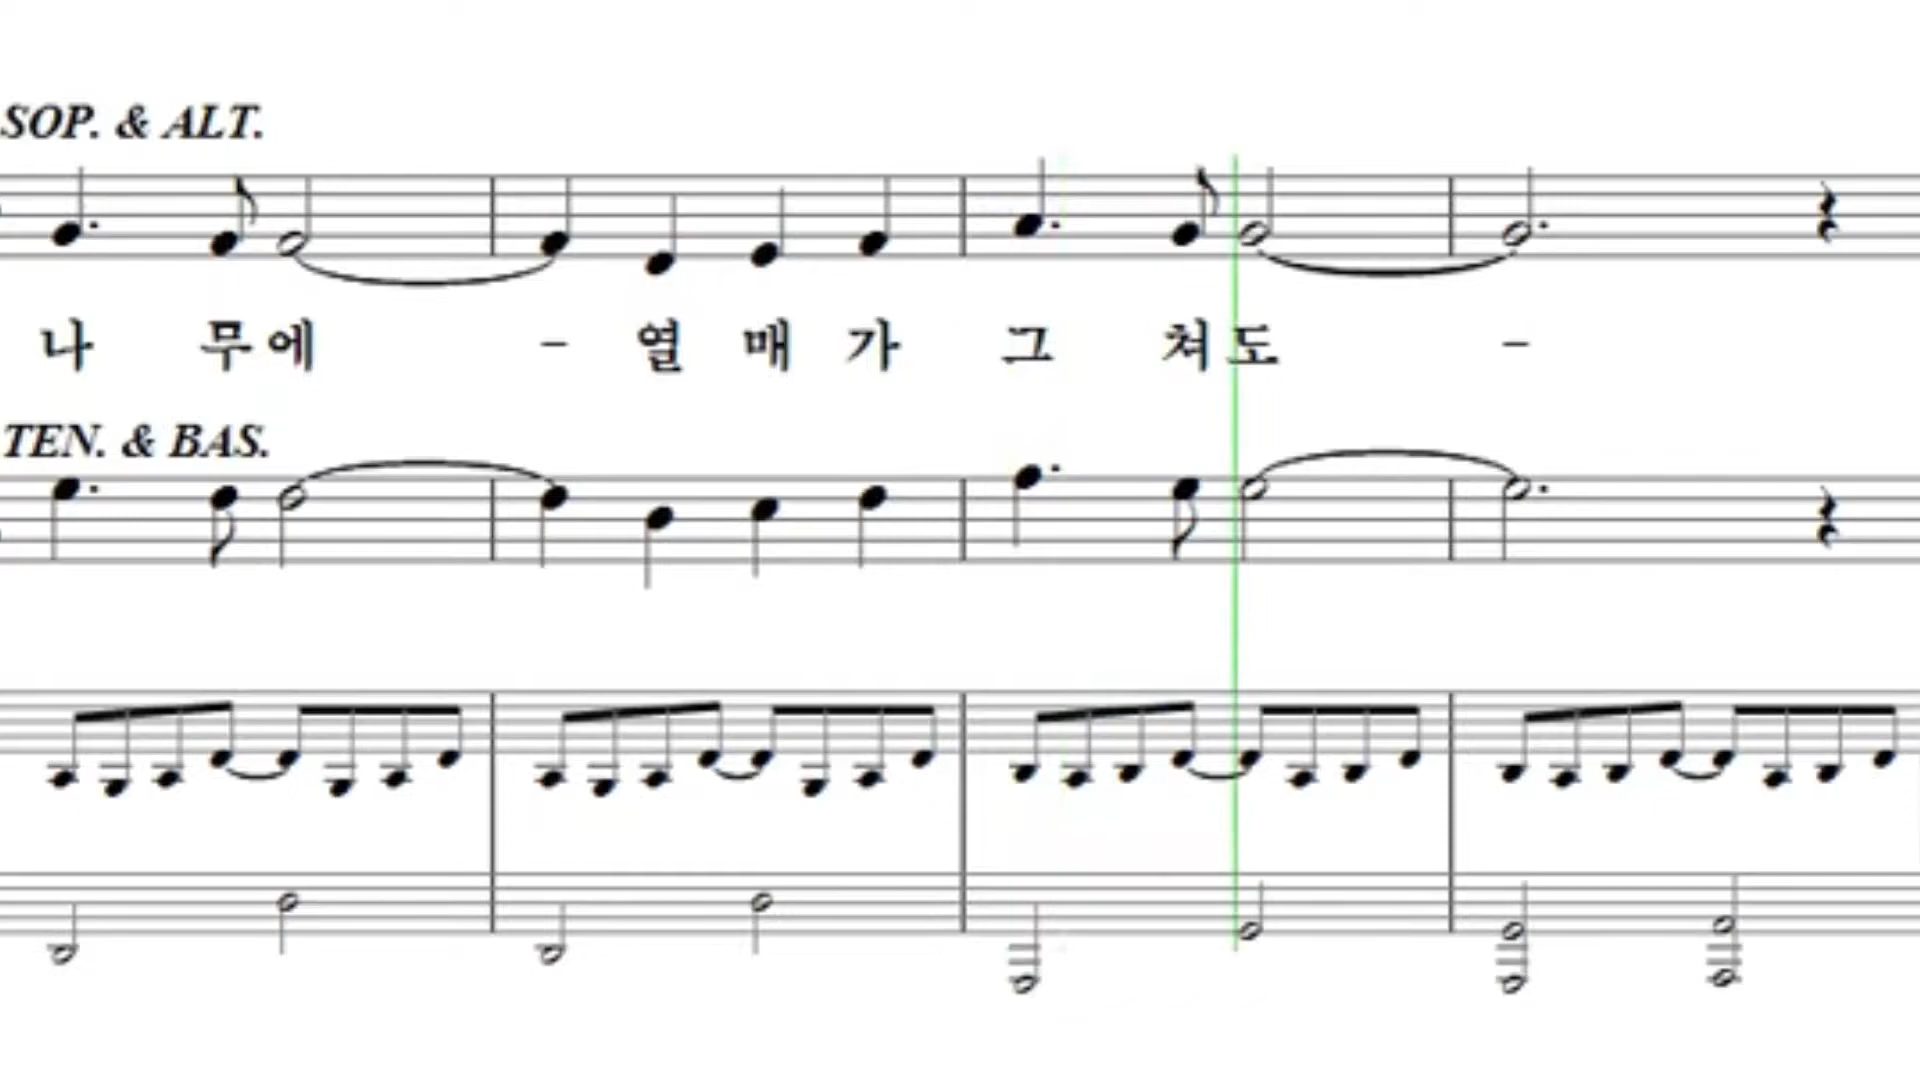 SOP. & ALT.
나 무에 - 열 매 가 그 쳐도 -
TEN. & BAS.